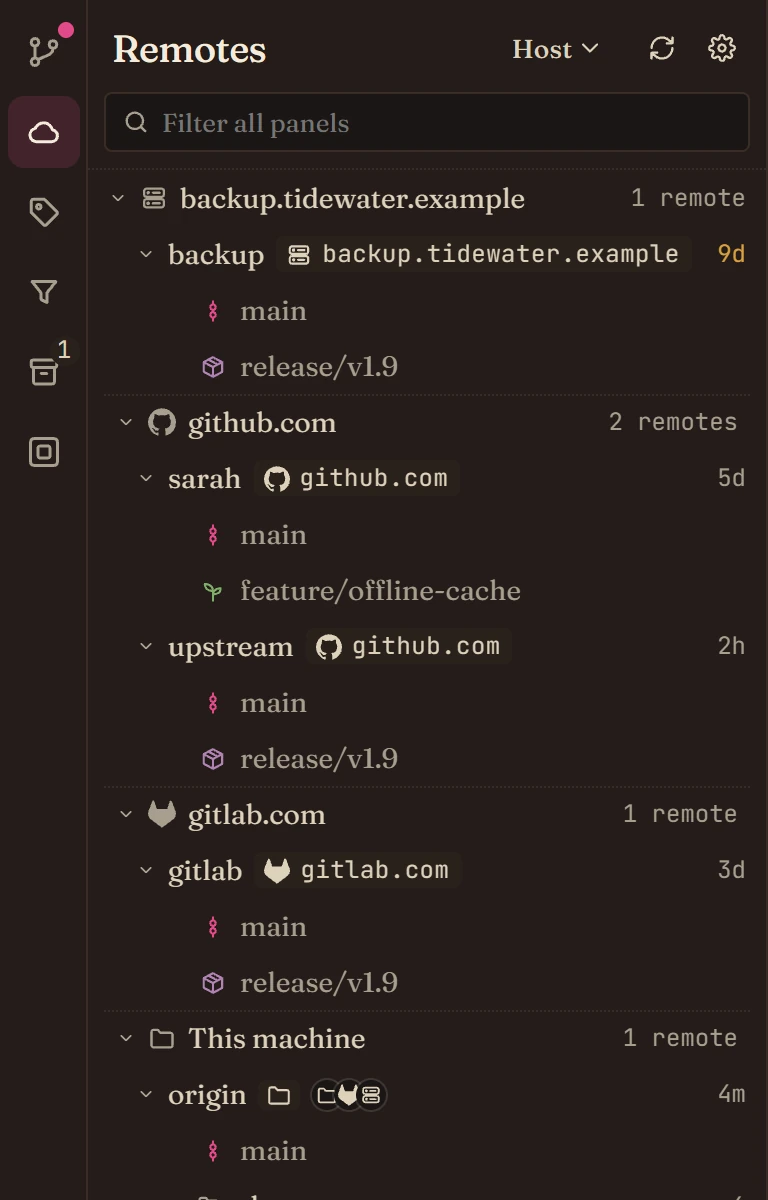 Remotes Host
Filter all panels
backup.tidewater.example 1 remote
backup backup.tidewater.example 9d
main
release/v1.9
1
github.com 2 remotes
sarah github.com 5d
main
feature/offline-cache
upstream github.com 2h
main
release/v1.9
gitlab.com 1 remote
gitlab gitlab.com 3d
main
release/v1.9
This machine 1 remote
origin 4m
main